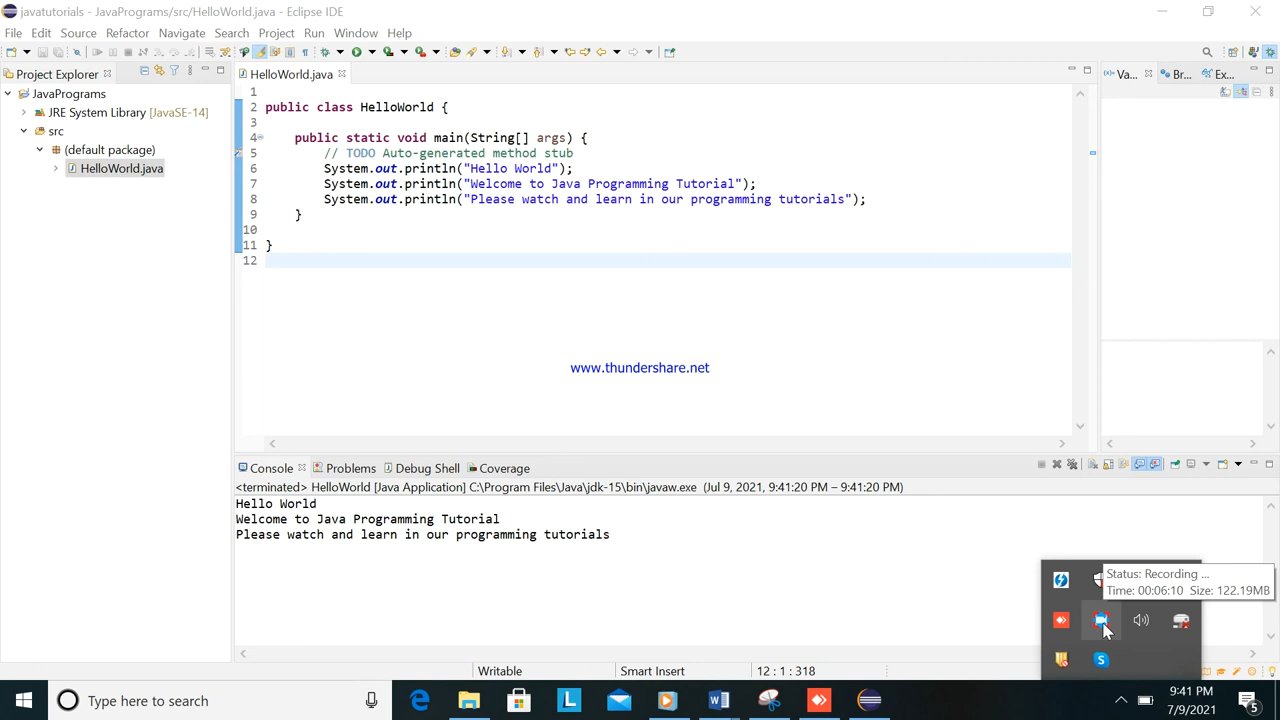 javatutorials - JavaPrograms/src/HelloWorld.java - Eclipse IDE
File Edit Source Refactor Navigate Search Project Run Window Help
Project Explorer
JavaPrograms
JRE System Library [JavaSE-14]
src
(default package)
HelloWorld.java
HelloWorld.java
1
2 public class HelloWorld {
3
4 public static void main(String[] args) {
5 // TODO Auto-generated method stub
6 System.out.println("Hello World");
7 System.out.println("Welcome to Java Programming Tutorial");
8 System.out.println("Please watch and learn in our programming tutorials");
9 }
10
11 }
12
www.thundershare.net
Va... Br... Ex...
Console Problems Debug Shell Coverage
<terminated> HelloWorld [Java Application] C:\Program Files\Java\jdk-15\bin\javaw.exe (Jul 9, 2021, 9:41:20 PM – 9:41:20 PM)
Hello World
Welcome to Java Programming Tutorial
Please watch and learn in our programming tutorials
Status: Recording ...
Time: 00:06:10 Size: 122.19MB
Writable Smart Insert 12 : 1 : 318
Type here to search
9:41 PM
7/9/2021
5